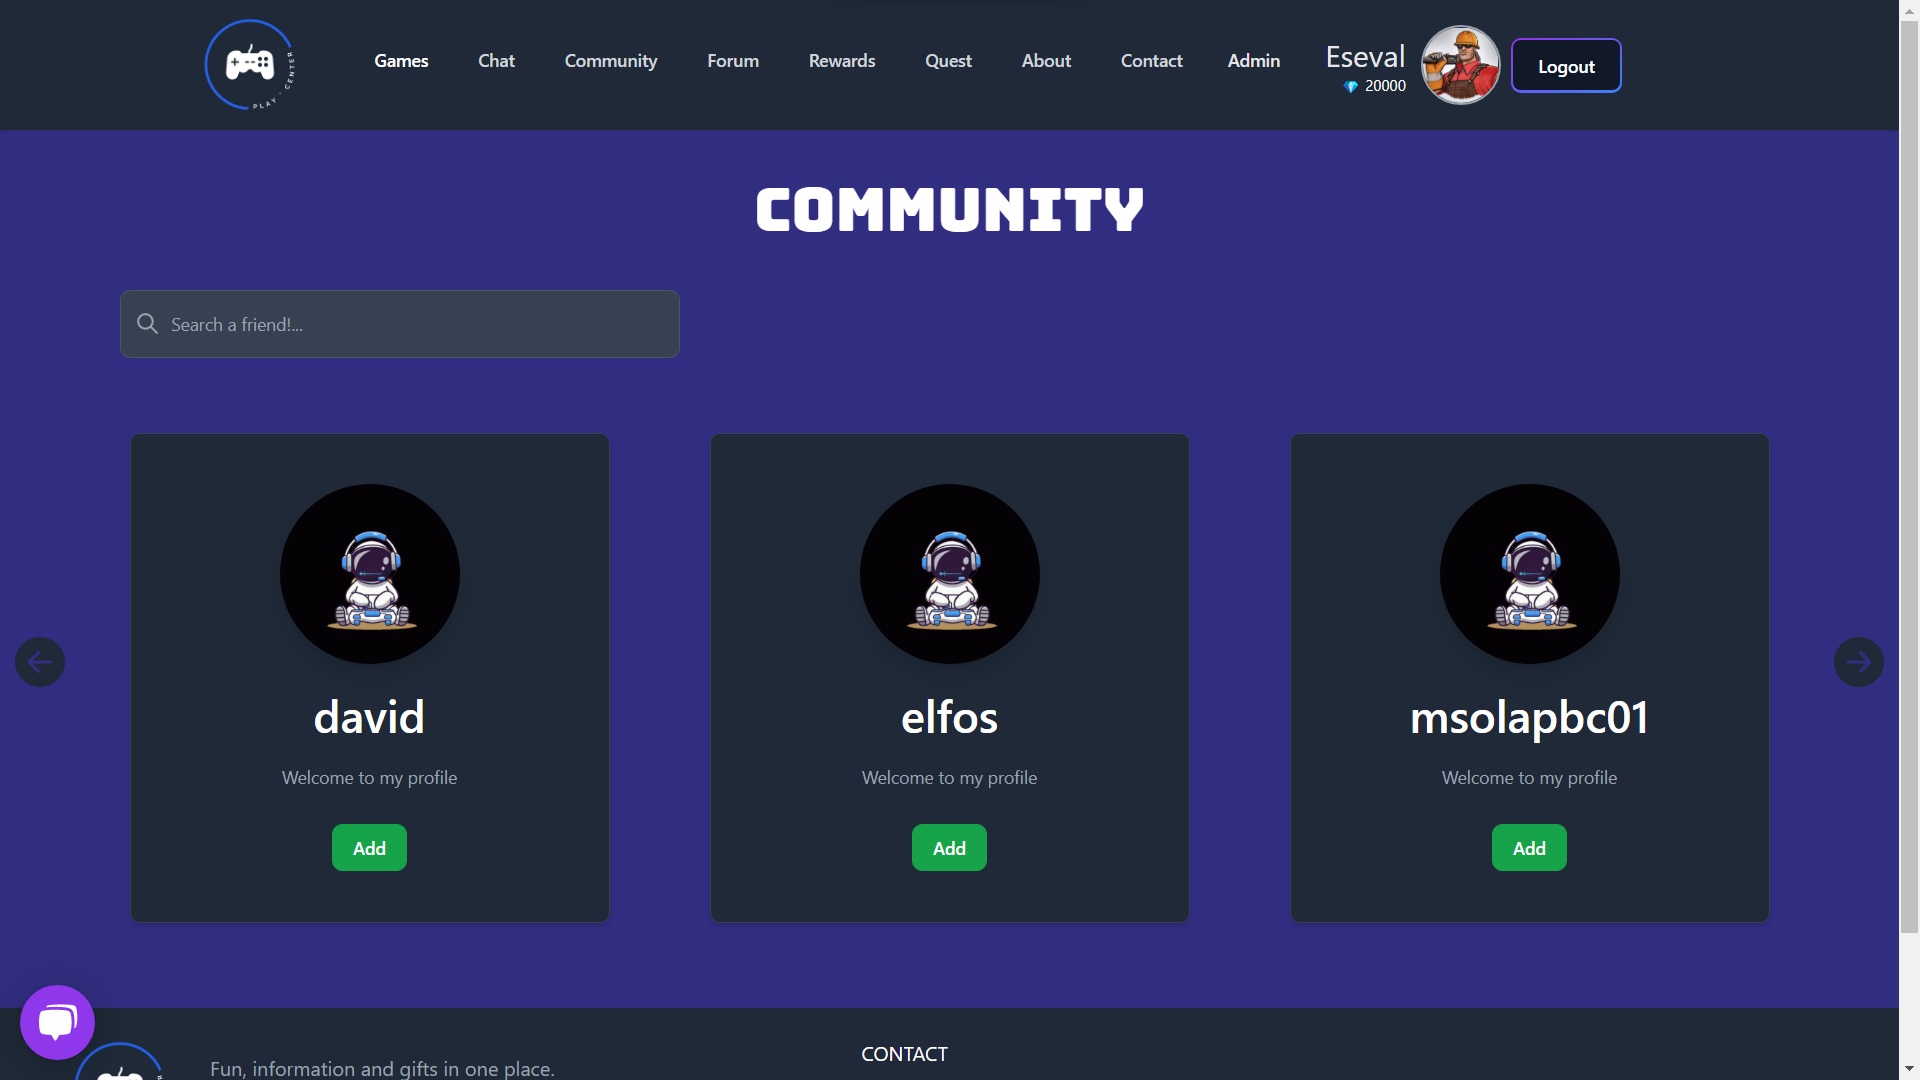 PLAY · CENTER
Games
Chat
Community
Forum
Rewards
Quest
About
Contact
Admin
Eseval
20000
Logout
COMMUNITY
Search a friend!...
david
Welcome to my profile
Add
elfos
Welcome to my profile
Add
msolapbc01
Welcome to my profile
Add
Fun, information and gifts in one place.
CONTACT